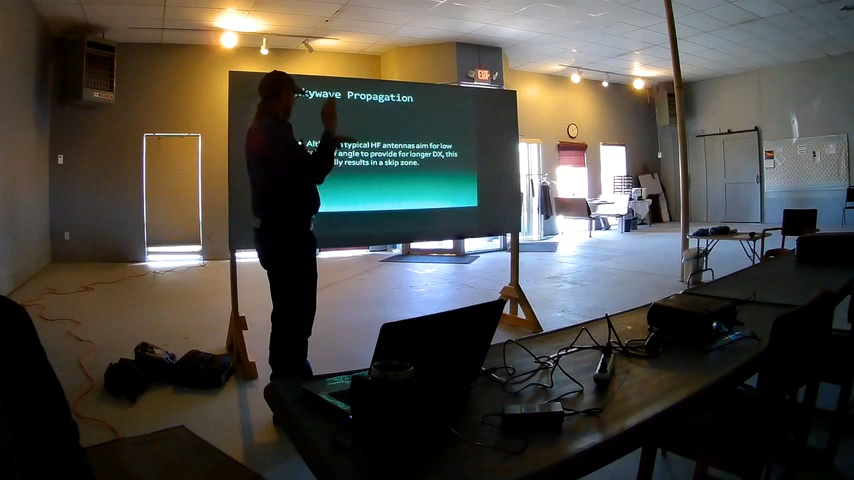 EXIT
kywave Propagation
Alt typical HF antennas aim for low
angle to provide for longer DX, this
lly results in a skip zone.